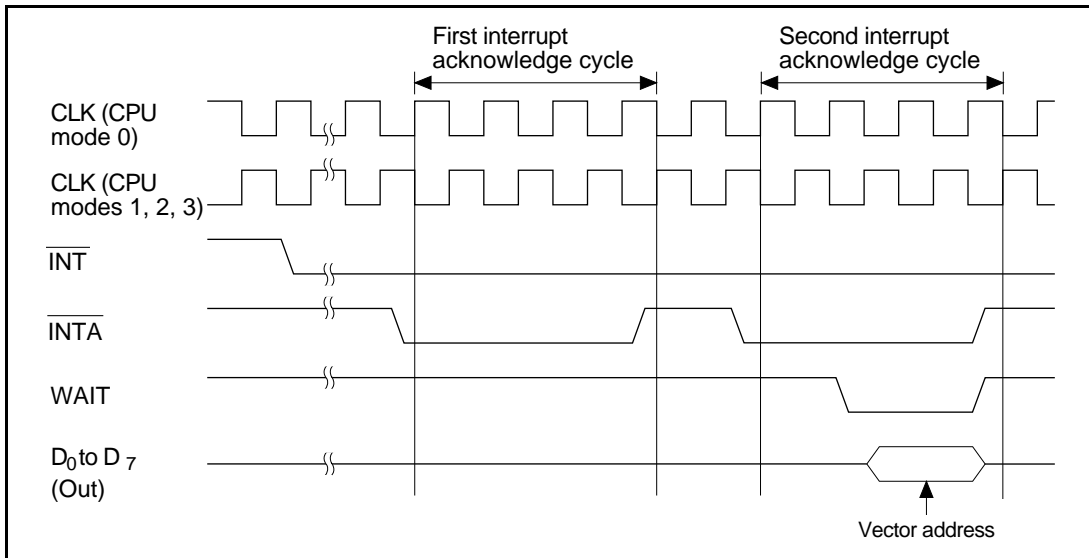 First interrupt
acknowledge cycle
Second interrupt
acknowledge cycle
CLK (CPU
mode 0)
CLK (CPU
modes 1, 2, 3)
INT
INTA
WAIT
D0 to D 7
(Out)
Vector address